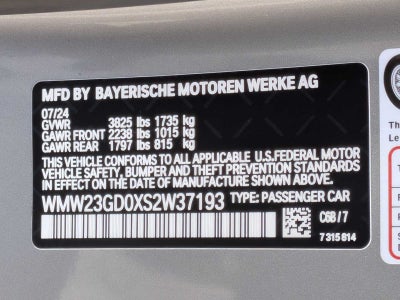 MFD BY BAYERISCHE MOTOREN WERKE AG
07/24
GVWR 3825 lbs 1735 kg
GAWR FRONT 2238 lbs 1015 kg
GAWR REAR 1797 lbs 815 kg
THIS VEHICLE CONFORMS TO ALL APPLICABLE U.S.FEDERAL MOTOR
VEHICLE SAFETY, BUMPER AND THEFT PREVENTION STANDARDS
IN EFFECT ON THE DATE OF MANUFACTURE SHOWN ABOVE.
WMW23GD0XS2W37193 TYPE: PASSENGER CAR
C6B / 7
7 315 814
Th
Le